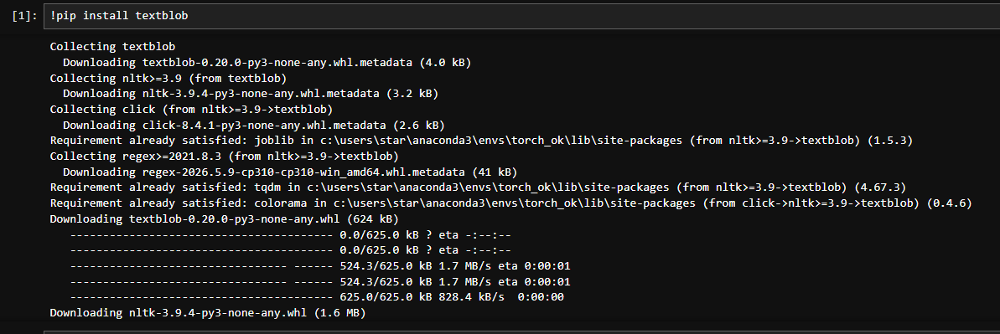 [1]: !pip install textblob
Collecting textblob
Downloading textblob-0.20.0-py3-none-any.whl.metadata (4.0 kB)
Collecting nltk>=3.9 (from textblob)
Downloading nltk-3.9.4-py3-none-any.whl.metadata (3.2 kB)
Collecting click (from nltk>=3.9->textblob)
Downloading click-8.4.1-py3-none-any.whl.metadata (2.6 kB)
Requirement already satisfied: joblib in c:\users\star\anaconda3\envs\torch_ok\lib\site-packages (from nltk>=3.9->textblob) (1.5.3)
Collecting regex>=2021.8.3 (from nltk>=3.9->textblob)
Downloading regex-2026.5.9-cp310-cp310-win_amd64.whl.metadata (41 kB)
Requirement already satisfied: tqdm in c:\users\star\anaconda3\envs\torch_ok\lib\site-packages (from nltk>=3.9->textblob) (4.67.3)
Requirement already satisfied: colorama in c:\users\star\anaconda3\envs\torch_ok\lib\site-packages (from click->nltk>=3.9->textblob) (0.4.6)
Downloading textblob-0.20.0-py3-none-any.whl (624 kB)
---------------------------------------- 0.0/625.0 kB ? eta -:--:--
---------------------------------------- 0.0/625.0 kB ? eta -:--:--
--------------------------------- ------ 524.3/625.0 kB 1.7 MB/s eta 0:00:01
--------------------------------- ------ 524.3/625.0 kB 1.7 MB/s eta 0:00:01
---------------------------------------- 625.0/625.0 kB 828.4 kB/s  0:00:00
Downloading nltk-3.9.4-py3-none-any.whl (1.6 MB)